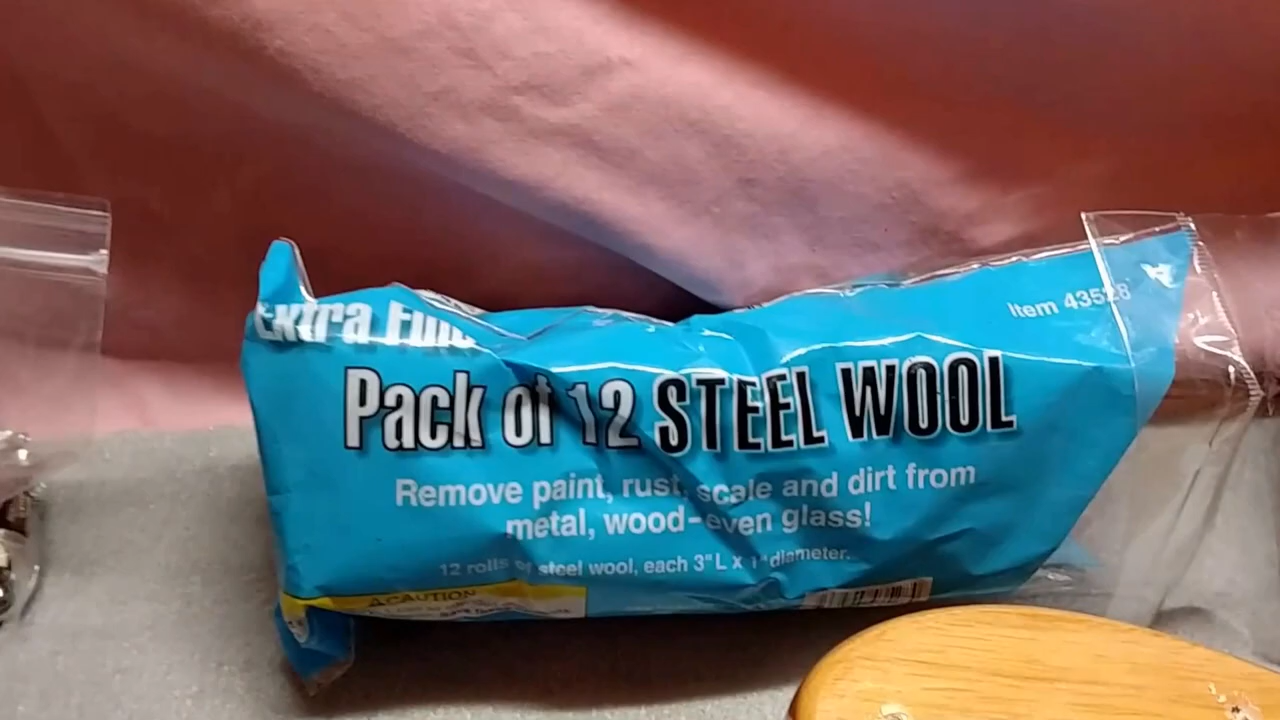 Extra Fine
Item 43528
Pack of 12 STEEL WOOL
Remove paint, rust, scale and dirt from
metal, wood-even glass!
12 rolls of steel wool, each 3"L x 1" diameter.
CAUTION